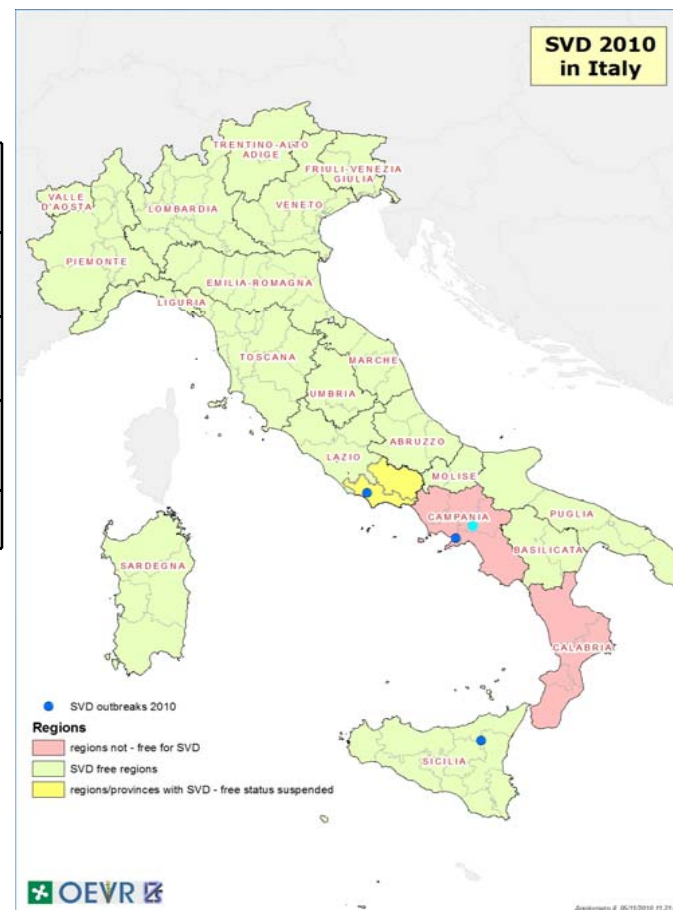 SVD 2010
in Italy
TRENTINO-ALTO
ADIGE
FRIULI-VENEZIA
GIULIA
VALLE
D'AOSTA
LOMBARDIA
VENETO
PIEMONTE
EMILIA-ROMAGNA
LIGURIA
TOSCANA
MARCHE
UMBRIA
ABRUZZO
LAZIO
MOLISE
CAMPANIA
PUGLIA
BASILICATA
SARDEGNA
CALABRIA
SVD outbreaks 2010
Regions
regions not - free for SVD
SVD free regions
regions/provinces with SVD - free status suspended
SICILIA
OEVR